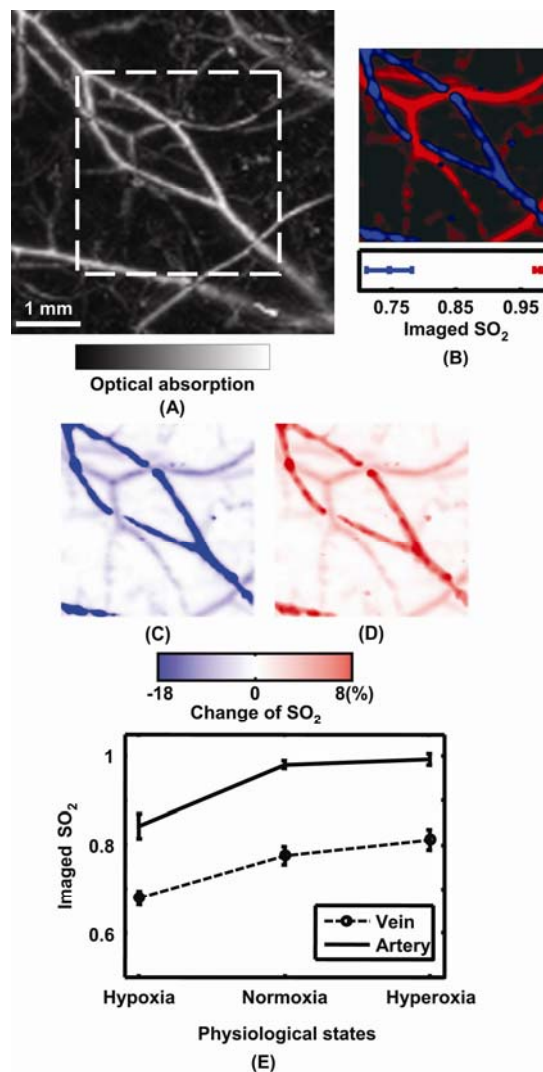 1 mm
Optical absorption
(A)
0.75 0.85 0.95
Imaged SO₂
(B)
(C)
(D)
-18 0 8(%)
Change of SO₂
1
0.8
0.6
Imaged SO₂
Vein
Artery
Hypoxia Normoxia Hyperoxia
Physiological states
(E)